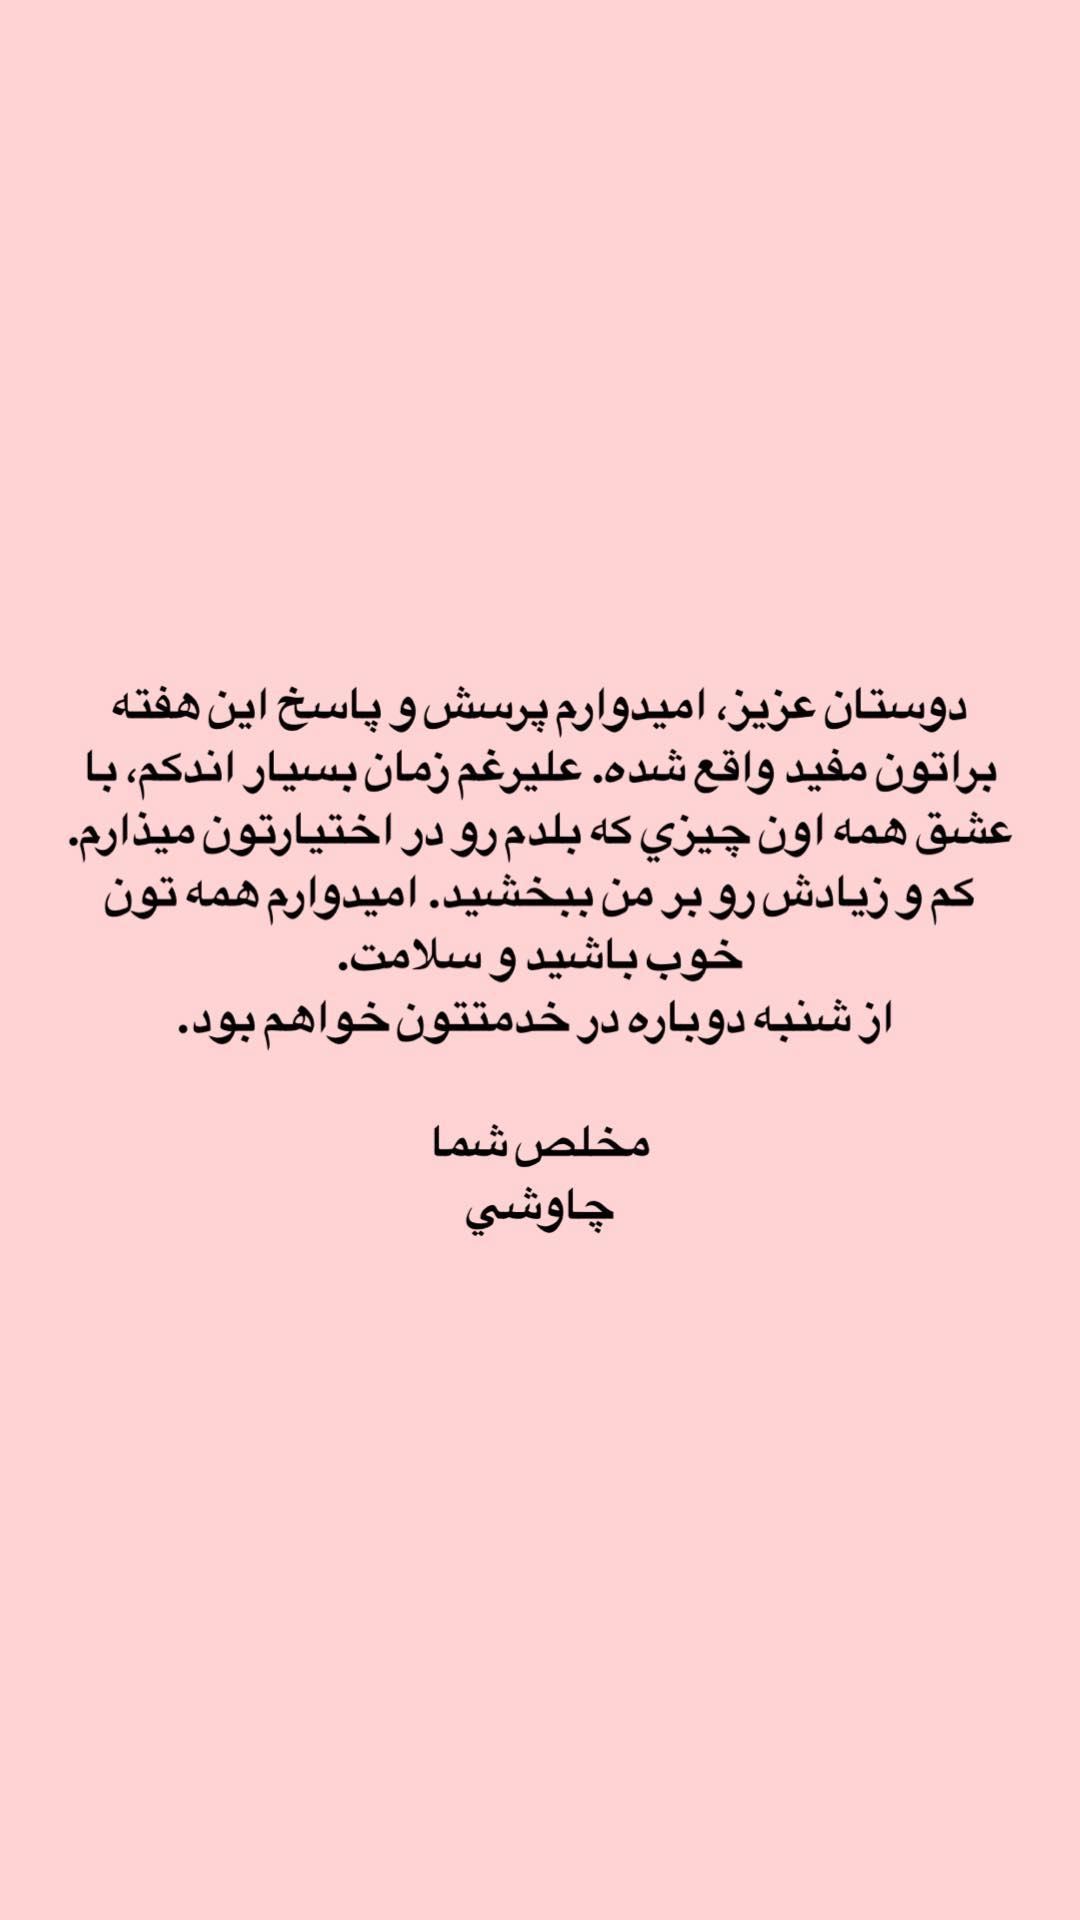 دوستان عزیز، امیدوارم پرسش و پاسخ این هفته
براتون مفید واقع شده. علیرغم زمان بسیار اندکم، با
عشق همه اون چیزي که بلدم رو در اختیارتون میذارم.
کم و زیادش رو بر من ببخشید. امیدوارم همه تون
خوب باشید و سلامت.
از شنبه دوباره در خدمتتون خواهم بود.
مخلص شما
چاوشي